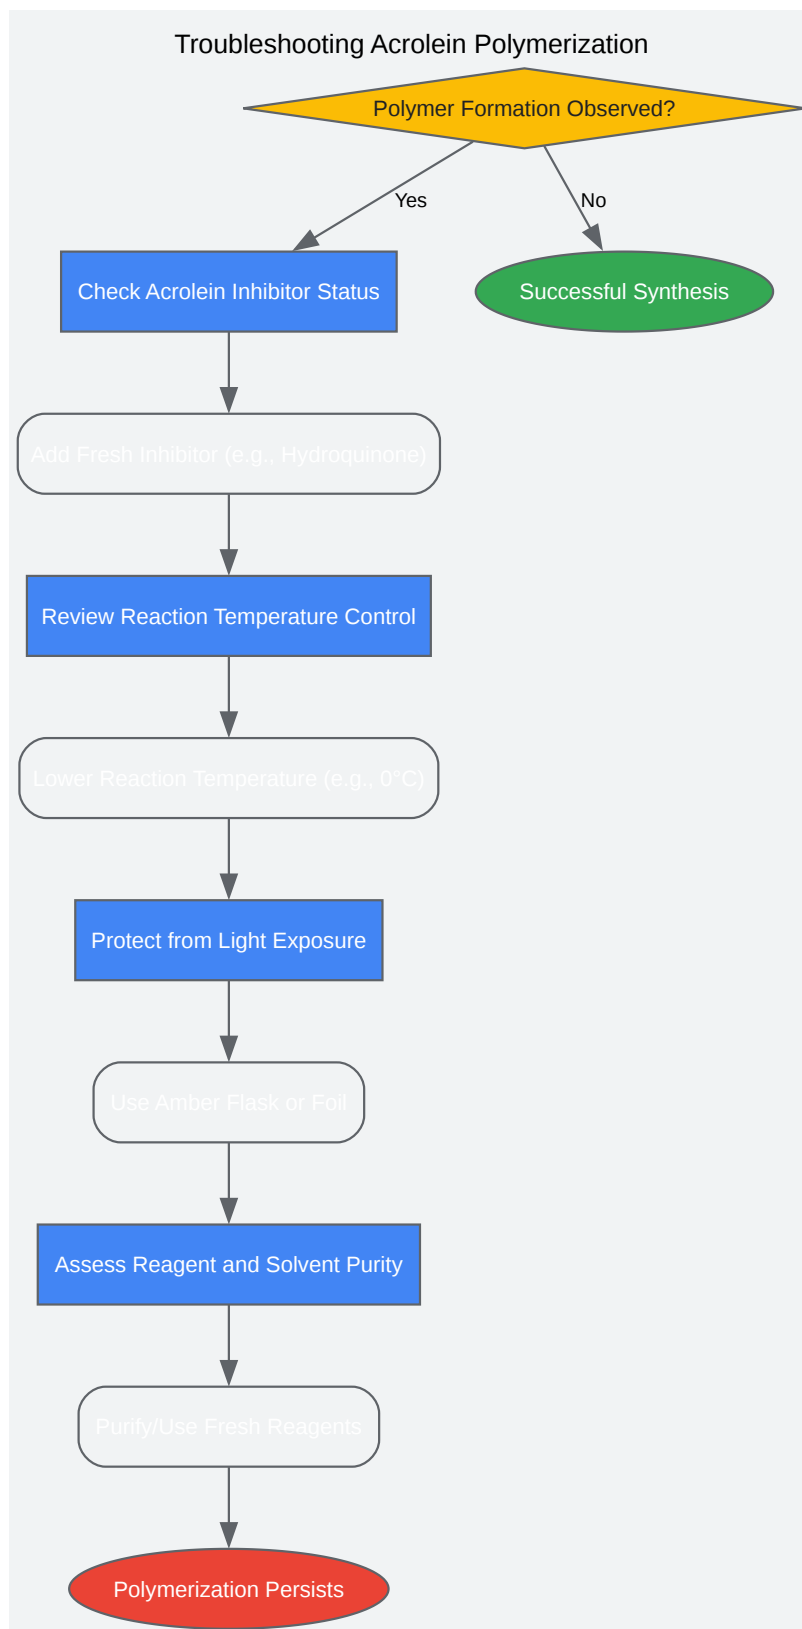 Troubleshooting Acrolein Polymerization
Polymer Formation Observed?
Yes
No
Check Acrolein Inhibitor Status
Successful Synthesis
Add Fresh Inhibitor (e.g., Hydroquinone)
Review Reaction Temperature Control
Lower Reaction Temperature (e.g., 0°C)
Protect from Light Exposure
Use Amber Flask or Foil
Assess Reagent and Solvent Purity
Purify/Use Fresh Reagents
Polymerization Persists